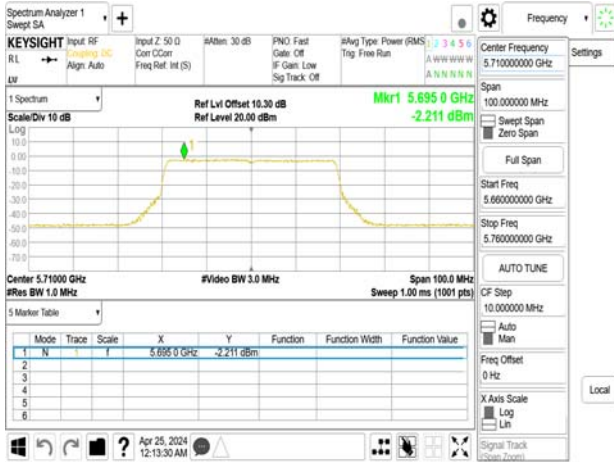 Spectrum Analyzer 1
Swept SA
+
Frequency
KEYSIGHT
RL
Input: RF
Coupling: DC
Align: Auto
Input Z: 50 Ω
Corr CCorr
Freq Ref: Int (S)
#Atten: 30 dB
PNO: Fast
Gate: Off
IF Gain: Low
Sig Track: Off
#Avg Type: Power (RMS
Trig: Free Run
1 2 3 4 5 6
A W W W W W
A N N N N N
LXI
1 Spectrum
Scale/Div 10 dB
Ref Lvl Offset 10.30 dB
Ref Level 20.00 dBm
Mkr1 5.695 0 GHz
-2.211 dBm
Log
10.0
0.00
-10.0
-20.0
-30.0
-40.0
-50.0
-60.0
-70.0
1
Center 5.71000 GHz
#Res BW 1.0 MHz
#Video BW 3.0 MHz
Span 100.0 MHz
Sweep 1.00 ms (1001 pts)
5 Marker Table
Mode Trace Scale X Y Function Function Width Function Value
1 N 1 f 5.695 0 GHz -2.211 dBm
2
3
4
5
6
Apr 25, 2024
12:13:30 AM
Center Frequency
5.710000000 GHz
Settings
Span
100.000000 MHz
Swept Span
Zero Span
Full Span
Start Freq
5.660000000 GHz
Stop Freq
5.760000000 GHz
AUTO TUNE
CF Step
10.000000 MHz
Auto
Man
Freq Offset
0 Hz
X Axis Scale
Log
Lin
Signal Track
(Span Zoom)
Local